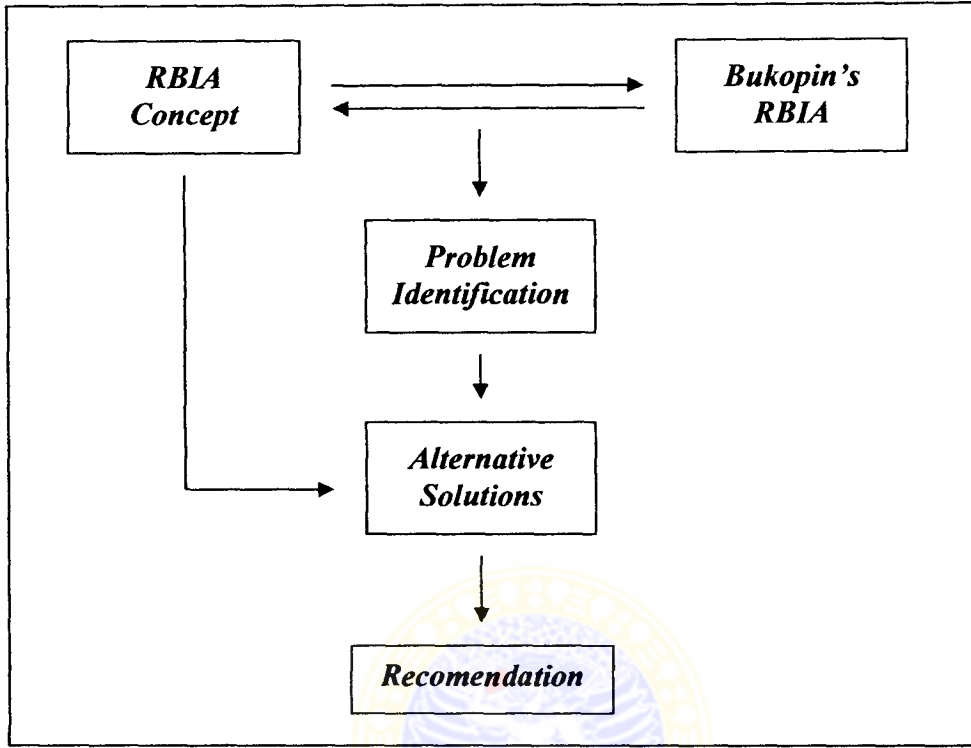 RBIA
Concept
Bukopin's
RBIA
Problem
Identification
Alternative
Solutions
Recomendation